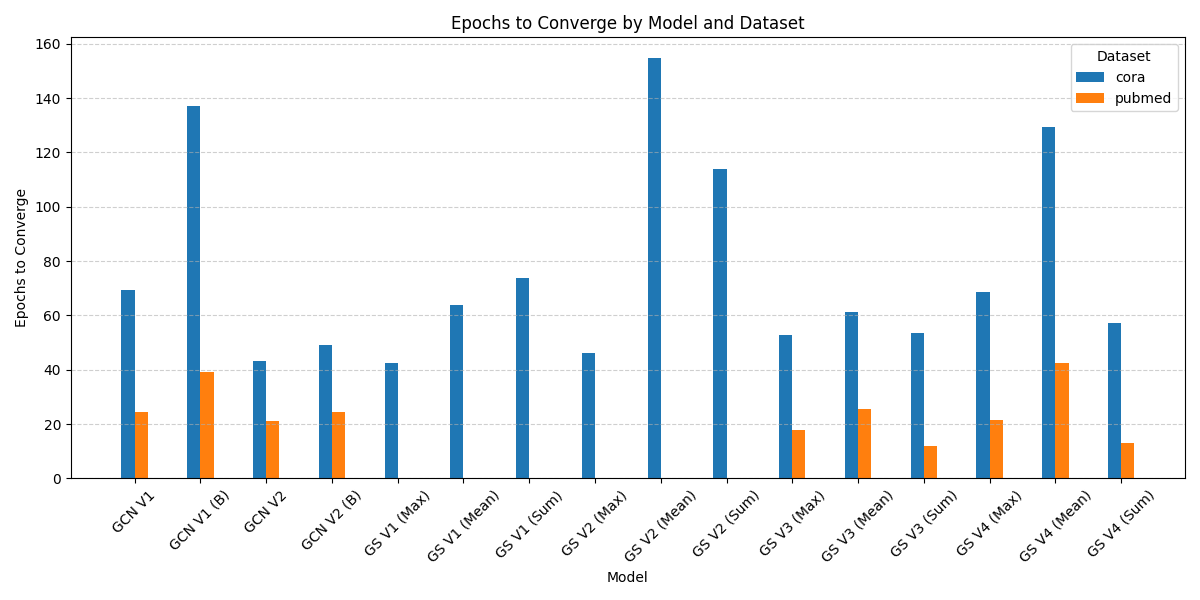 Epochs to Converge by Model and Dataset
Epochs to Converge
160
140
120
100
80
60
40
20
0
Dataset
cora
pubmed
GCN V1
GCN V1 (B)
GCN V2
GCN V2 (B)
GS V1 (Max)
GS V1 (Mean)
GS V1 (Sum)
GS V2 (Max)
GS V2 (Mean)
GS V2 (Sum)
GS V3 (Max)
GS V3 (Mean)
GS V3 (Sum)
GS V4 (Max)
GS V4 (Mean)
GS V4 (Sum)
Model